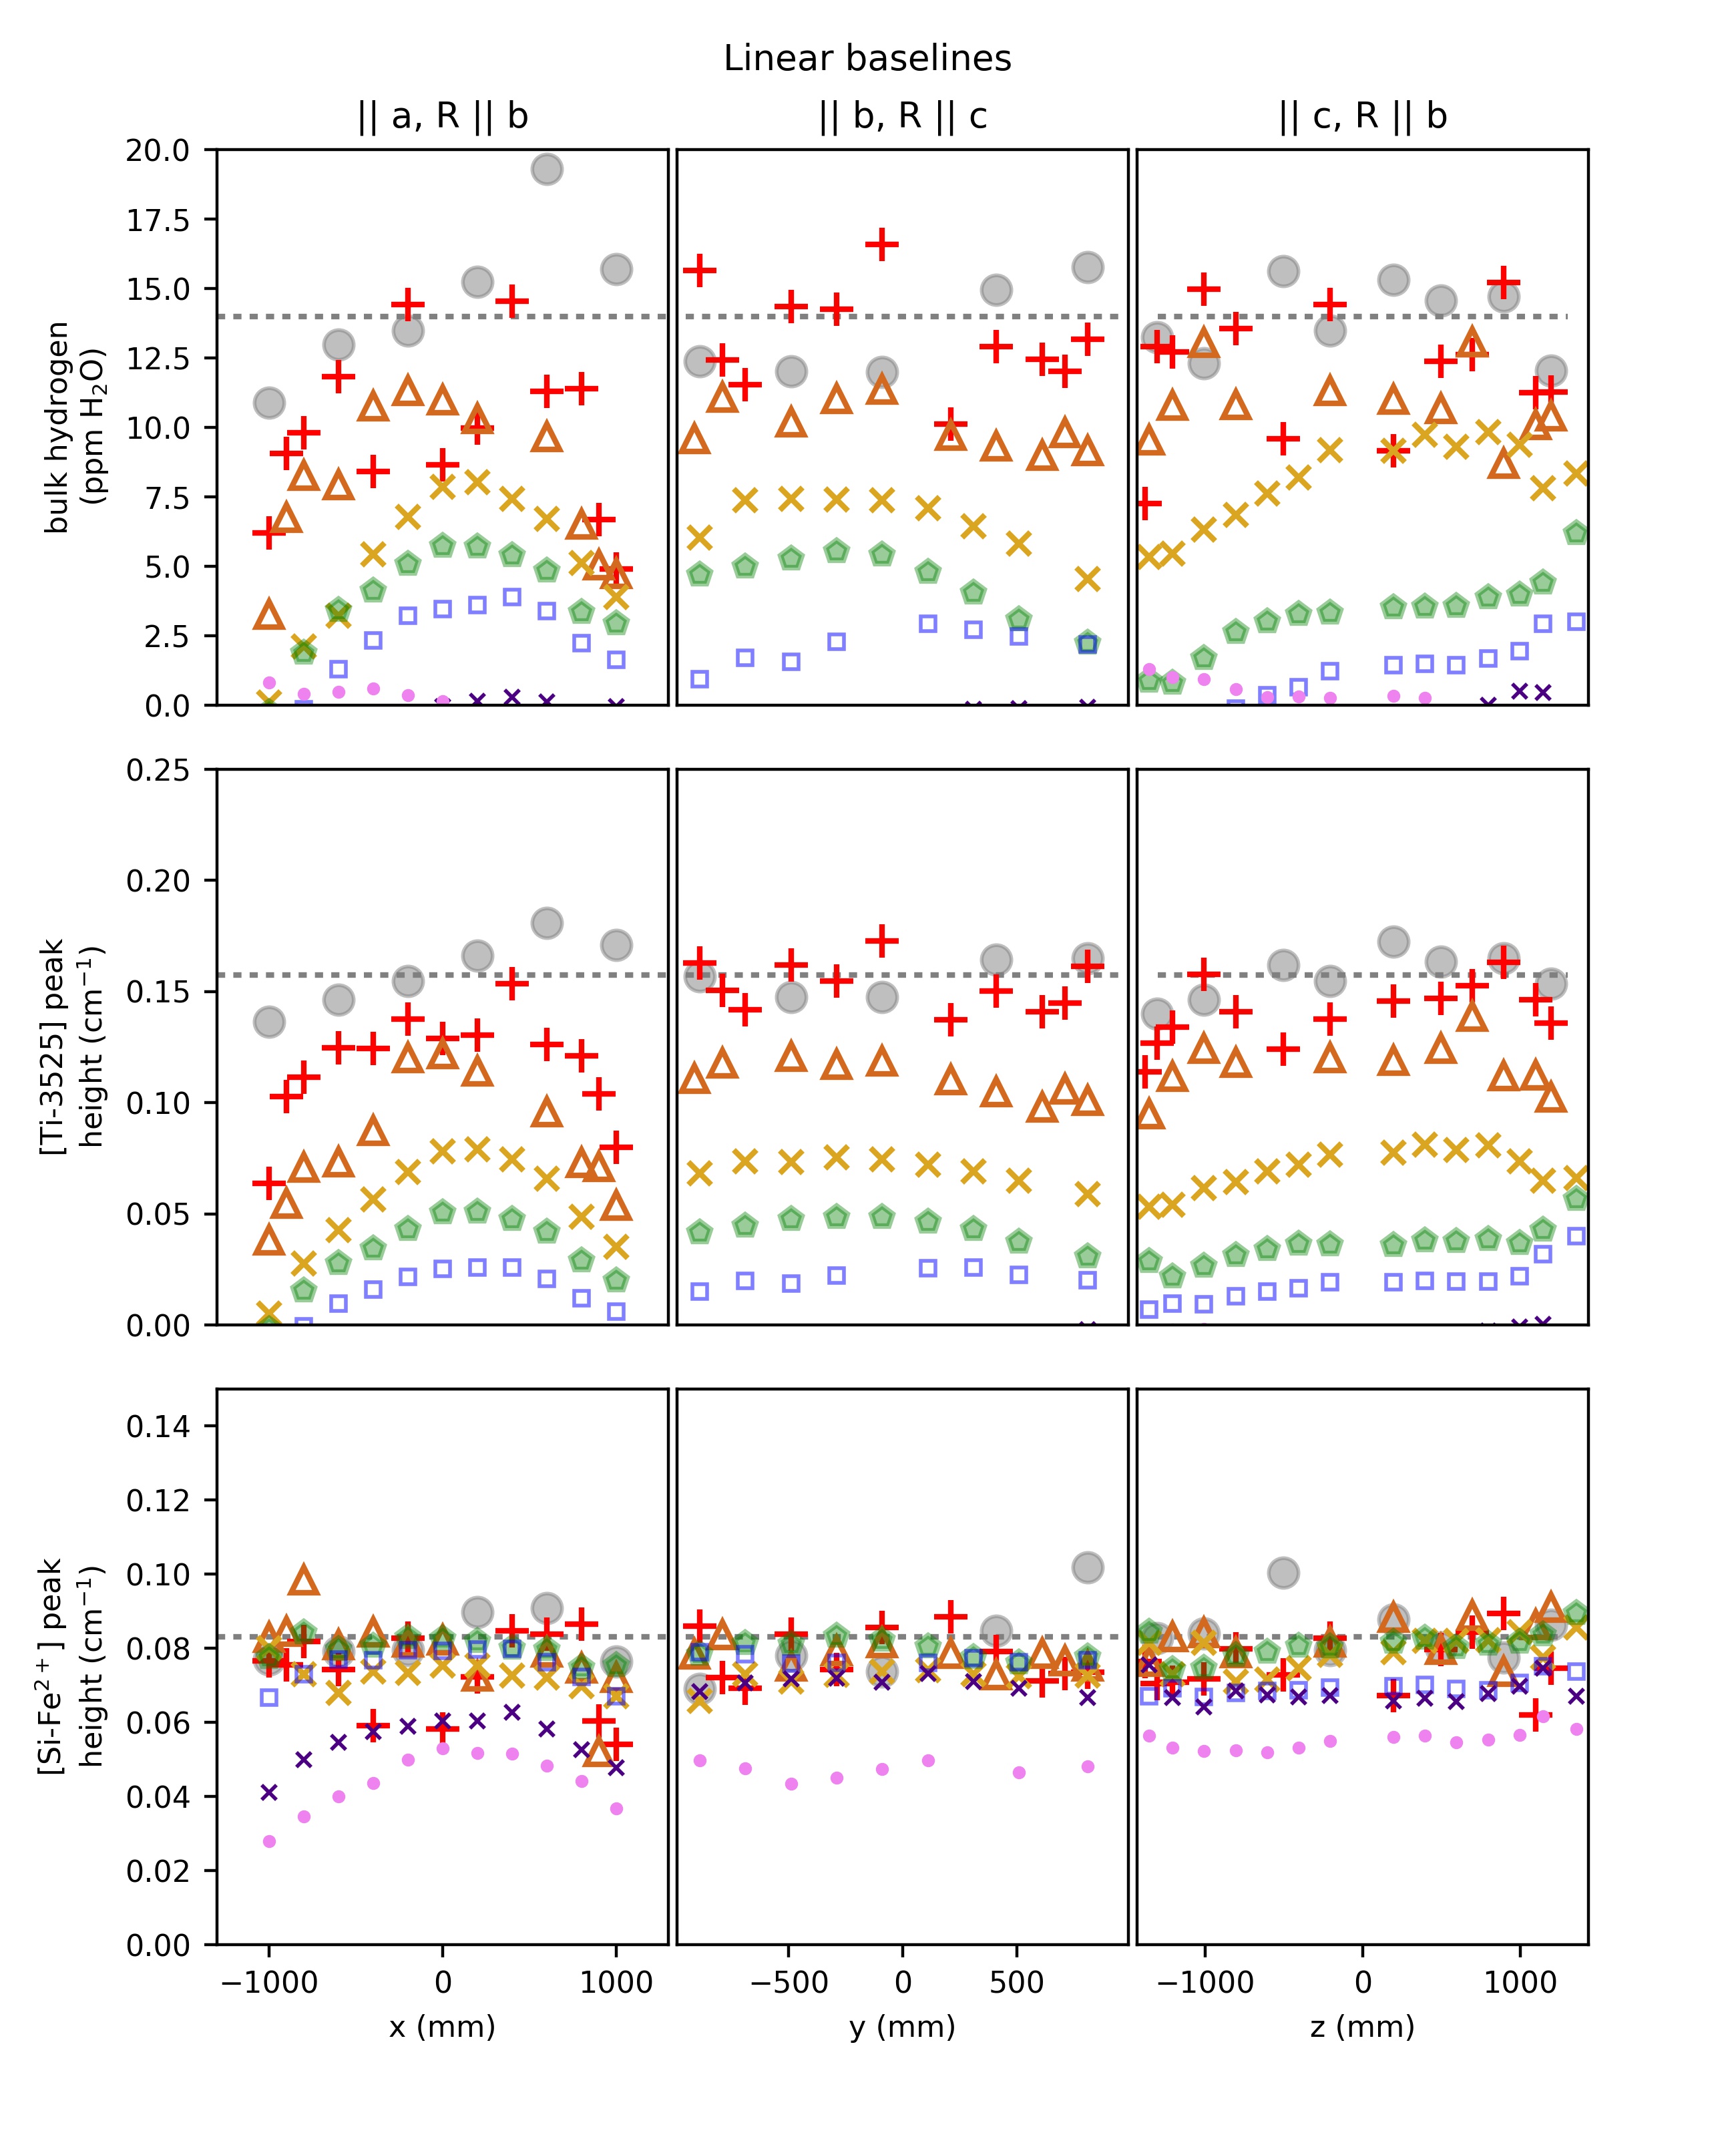 Linear baselines
|| a, R || b
|| b, R || c
|| c, R || b
bulk hydrogen
(ppm H₂O)
20.0
17.5
15.0
12.5
10.0
7.5
5.0
2.5
0.0
[Ti-3525] peak
height (cm⁻¹)
0.25
0.20
0.15
0.10
0.05
0.00
[Si-Fe²⁺] peak
height (cm⁻¹)
0.14
0.12
0.10
0.08
0.06
0.04
0.02
0.00
−1000 0 1000
−500 0 500
−1000 0 1000
x (mm)
y (mm)
z (mm)